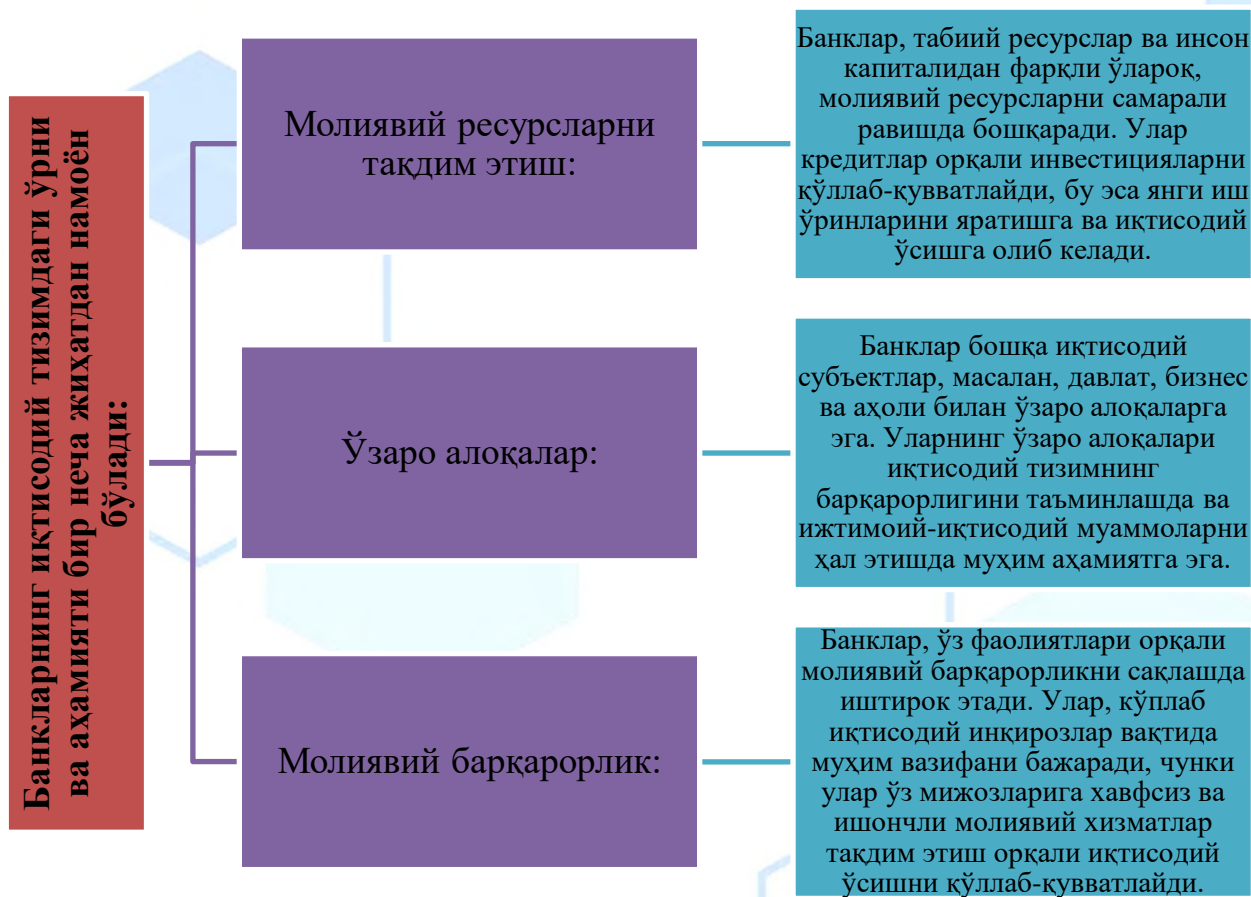 Банкларнинг иқтисодий тизимдаги ўрни
ва аҳамияти бир неча жиҳатдан намоён
бўлади:
Молиявий ресурсларни
тақдим этиш:
Банклар, табиий ресурслар ва инсон
капиталидан фарқли ўлароқ,
молиявий ресурсларни самарали
равишда бошқаради. Улар
кредитлар орқали инвестицияларни
қўллаб-қувватлайди, бу эса янги иш
ўринларини яратишга ва иқтисодий
ўсишга олиб келади.
Ўзаро алоқалар:
Банклар бошқа иқтисодий
субъектлар, масалан, давлат, бизнес
ва аҳоли билан ўзаро алоқаларга
эга. Уларнинг ўзаро алоқалари
иқтисодий тизимнинг
барқарорлигини таъминлашда ва
ижтимоий-иқтисодий муаммоларни
ҳал этишда муҳим аҳамиятга эга.
Молиявий барқарорлик:
Банклар, ўз фаолиятлари орқали
молиявий барқарорликни сақлашда
иштирок этади. Улар, кўплаб
иқтисодий инқирозлар вақтида
муҳим вазифани бажаради, чунки
улар ўз мижозларига хавфсиз ва
ишончли молиявий хизматлар
тақдим этиш орқали иқтисодий
ўсишни қўллаб-қувватлайди.